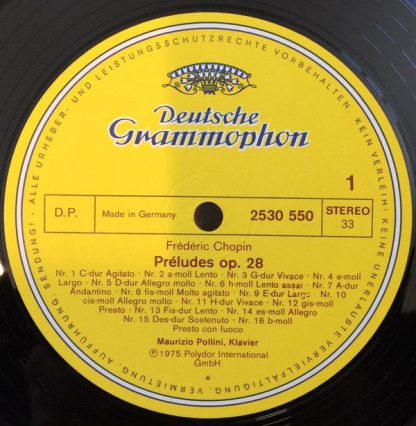 ALLE URHEBER- UND LEISTUNGSSCHUTZRECHTE VORBEHALTEN · KEIN VERLEIH! · KEINE UNERLAUBTE VERVIELFÄLTIGUNG, VERMIETUNG, AUFFÜHRUNG, SENDUNG! ·
Deutsche
Grammophon
1
D.P.
Made in Germany
2530 550
STEREO
33
Frédéric Chopin
Préludes op. 28
Nr. 1 C-dur Agitato · Nr. 2 a-moll Lento · Nr. 3 G-dur Vivace · Nr. 4 e-moll
Largo · Nr. 5 D-dur Allegro molto · Nr. 6 h-moll Lento assai · Nr. 7 A-dur
Andantino · Nr. 8 fis-moll Molto agitato · Nr. 9 E-dur Largo · Nr. 10
cis-moll Allegro molto · Nr. 11 H-dur Vivace · Nr. 12 gis-moll
Presto · Nr. 13 Fis-dur Lento · Nr. 14 es-moll Allegro
Nr. 15 Des-dur Sostenuto · Nr. 16 b-moll
Presto con fuoco
Maurizio Pollini, Klavier
Ⓟ 1975 Polydor International
GmbH
*